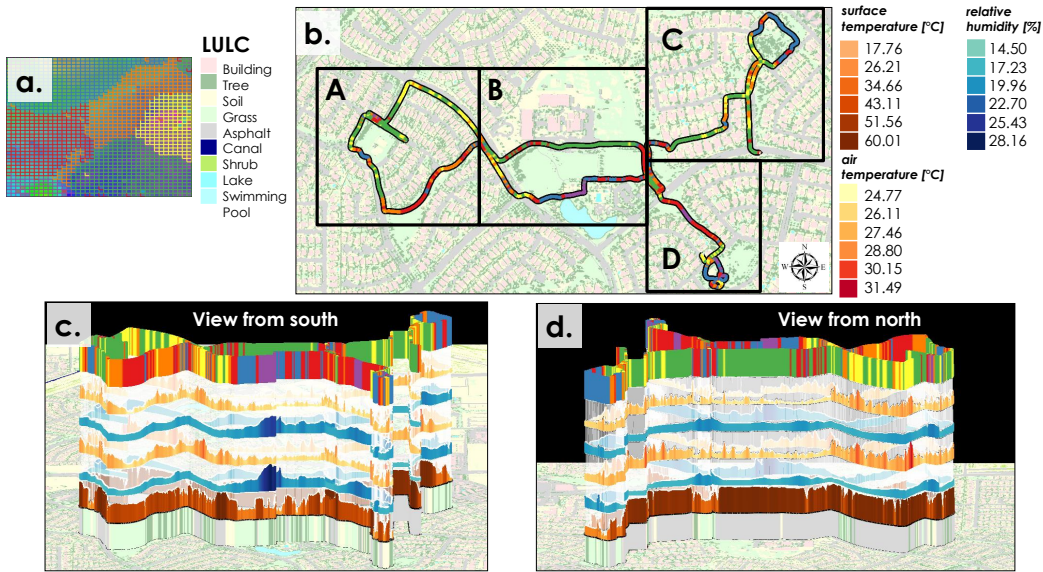 a.
LULC
Building
Tree
Soil
Grass
Asphalt
Canal
Shrub
Lake
Swimming
Pool
b.
A
B
C
D
N
W E
S
surface
temperature [°C]
17.76
26.21
34.66
43.11
51.56
60.01
relative
humidity [%]
14.50
17.23
19.96
22.70
25.43
28.16
air
temperature [°C]
24.77
26.11
27.46
28.80
30.15
31.49
c.
View from south
d.
View from north